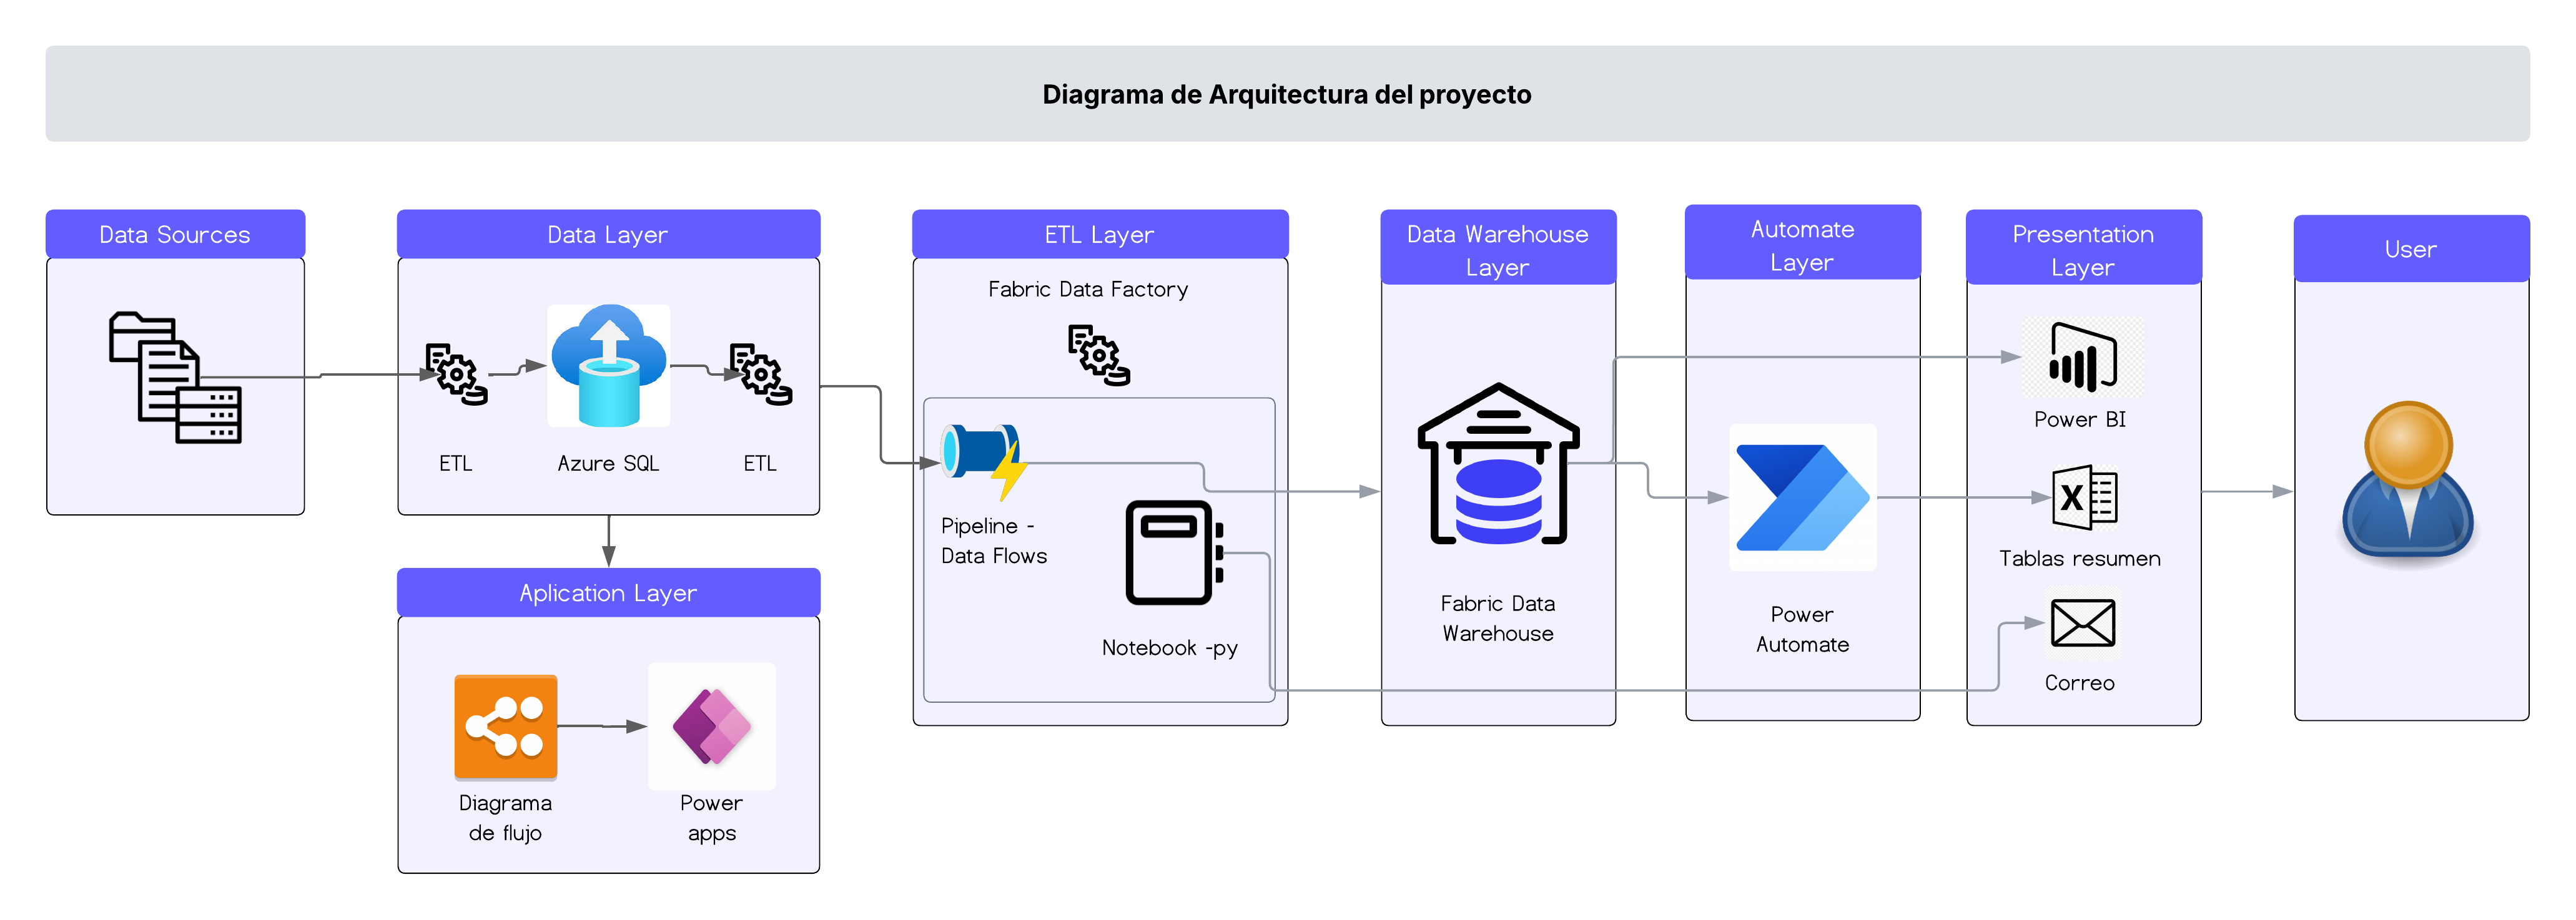 Diagrama de Arquitectura del proyecto
Data Sources
Data Layer
ETL
Azure SQL
ETL
Aplication Layer
Diagrama
de flujo
Power
apps
ETL Layer
Fabric Data Factory
Pipeline -
Data Flows
Notebook -py
Data Warehouse
Layer
Fabric Data
Warehouse
Automate
Layer
Power
Automate
Presentation
Layer
Power BI
X
Tablas resumen
Correo
User